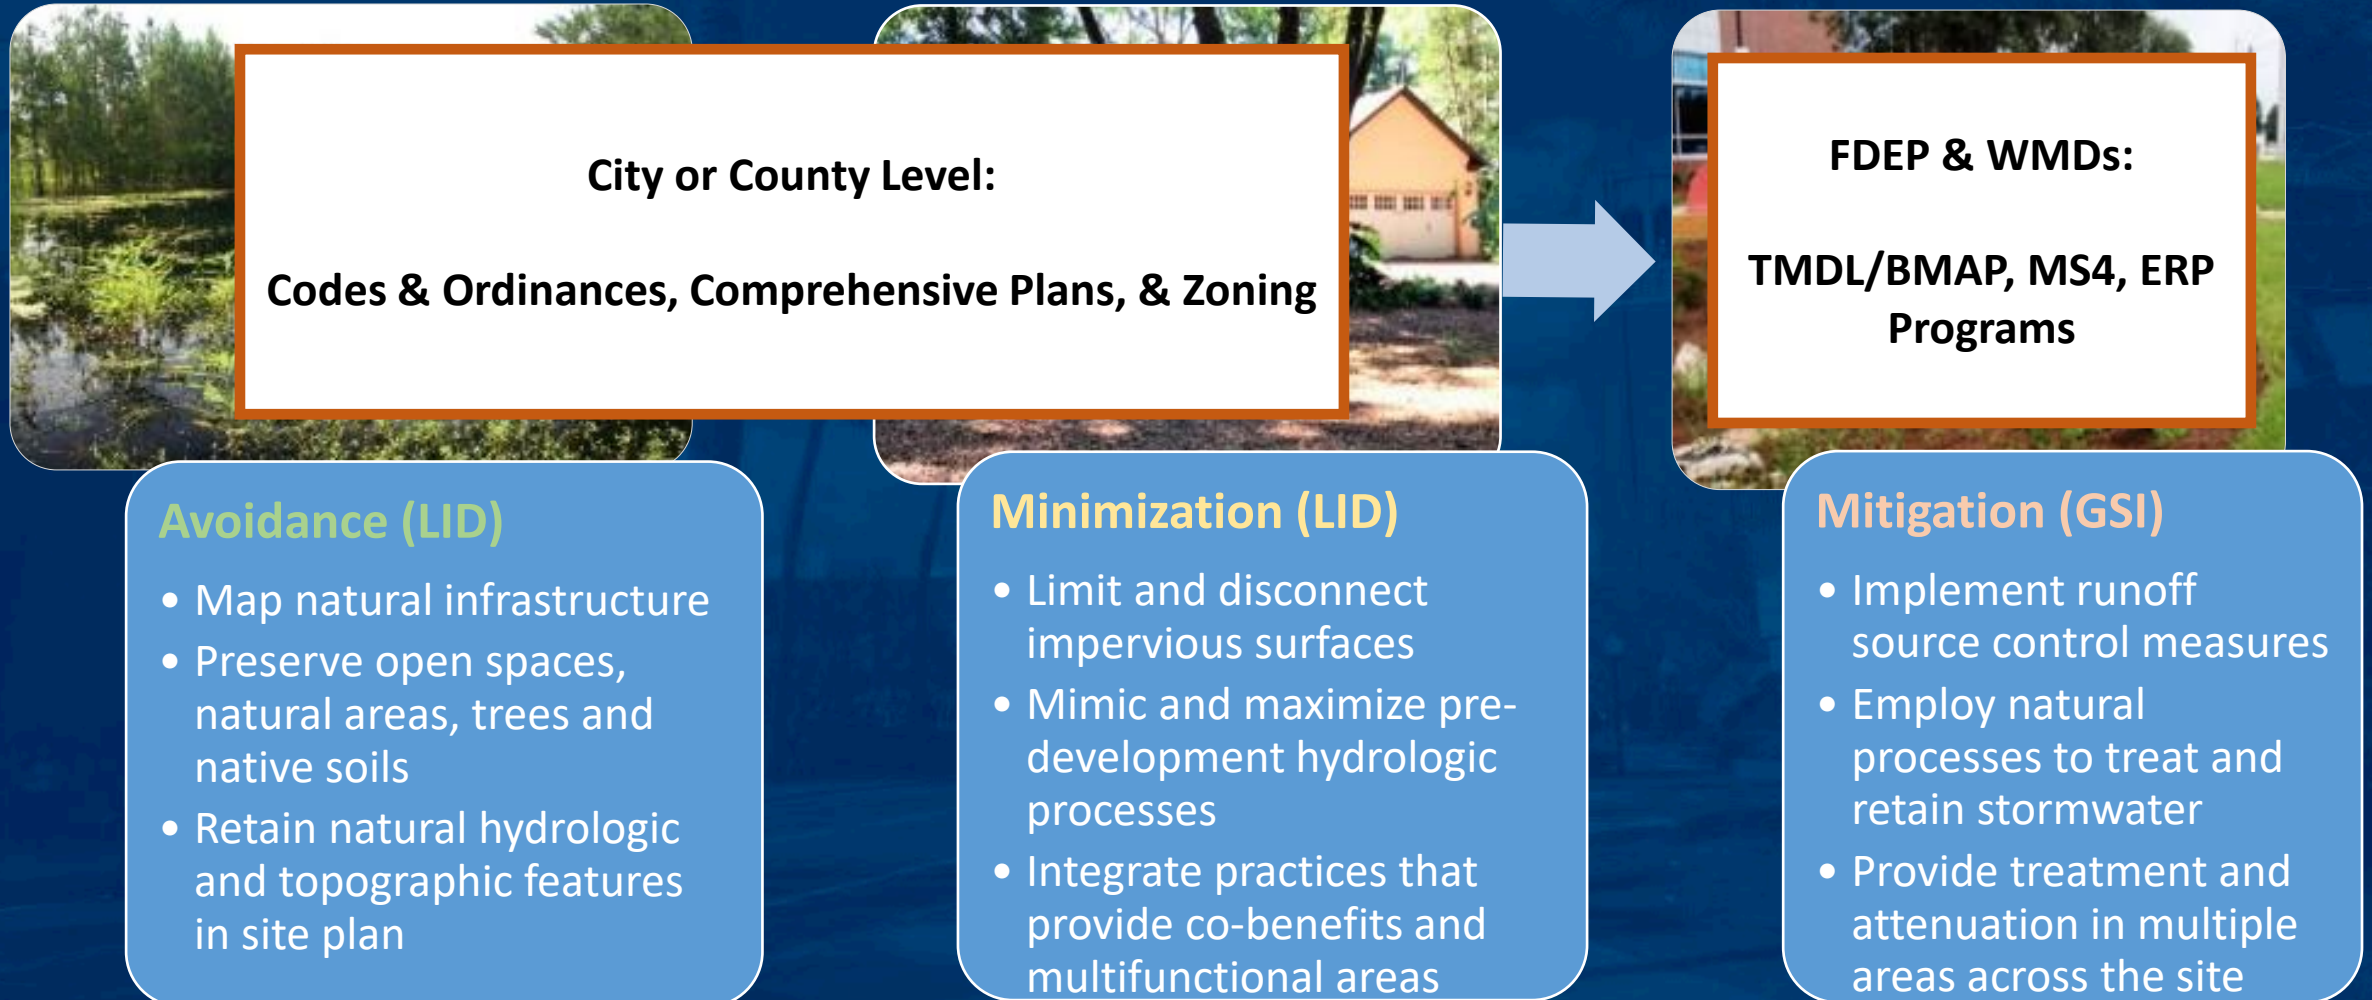 City or County Level:
Codes & Ordinances, Comprehensive Plans, & Zoning
FDEP & WMDs:
TMDL/BMAP, MS4, ERP
Programs
Avoidance (LID)
• Map natural infrastructure
• Preserve open spaces,
natural areas, trees and
native soils
• Retain natural hydrologic
and topographic features
in site plan
Minimization (LID)
• Limit and disconnect
impervious surfaces
• Mimic and maximize pre-
development hydrologic
processes
• Integrate practices that
provide co-benefits and
multifunctional areas
Mitigation (GSI)
• Implement runoff
source control measures
• Employ natural
processes to treat and
retain stormwater
• Provide treatment and
attenuation in multiple
areas across the site